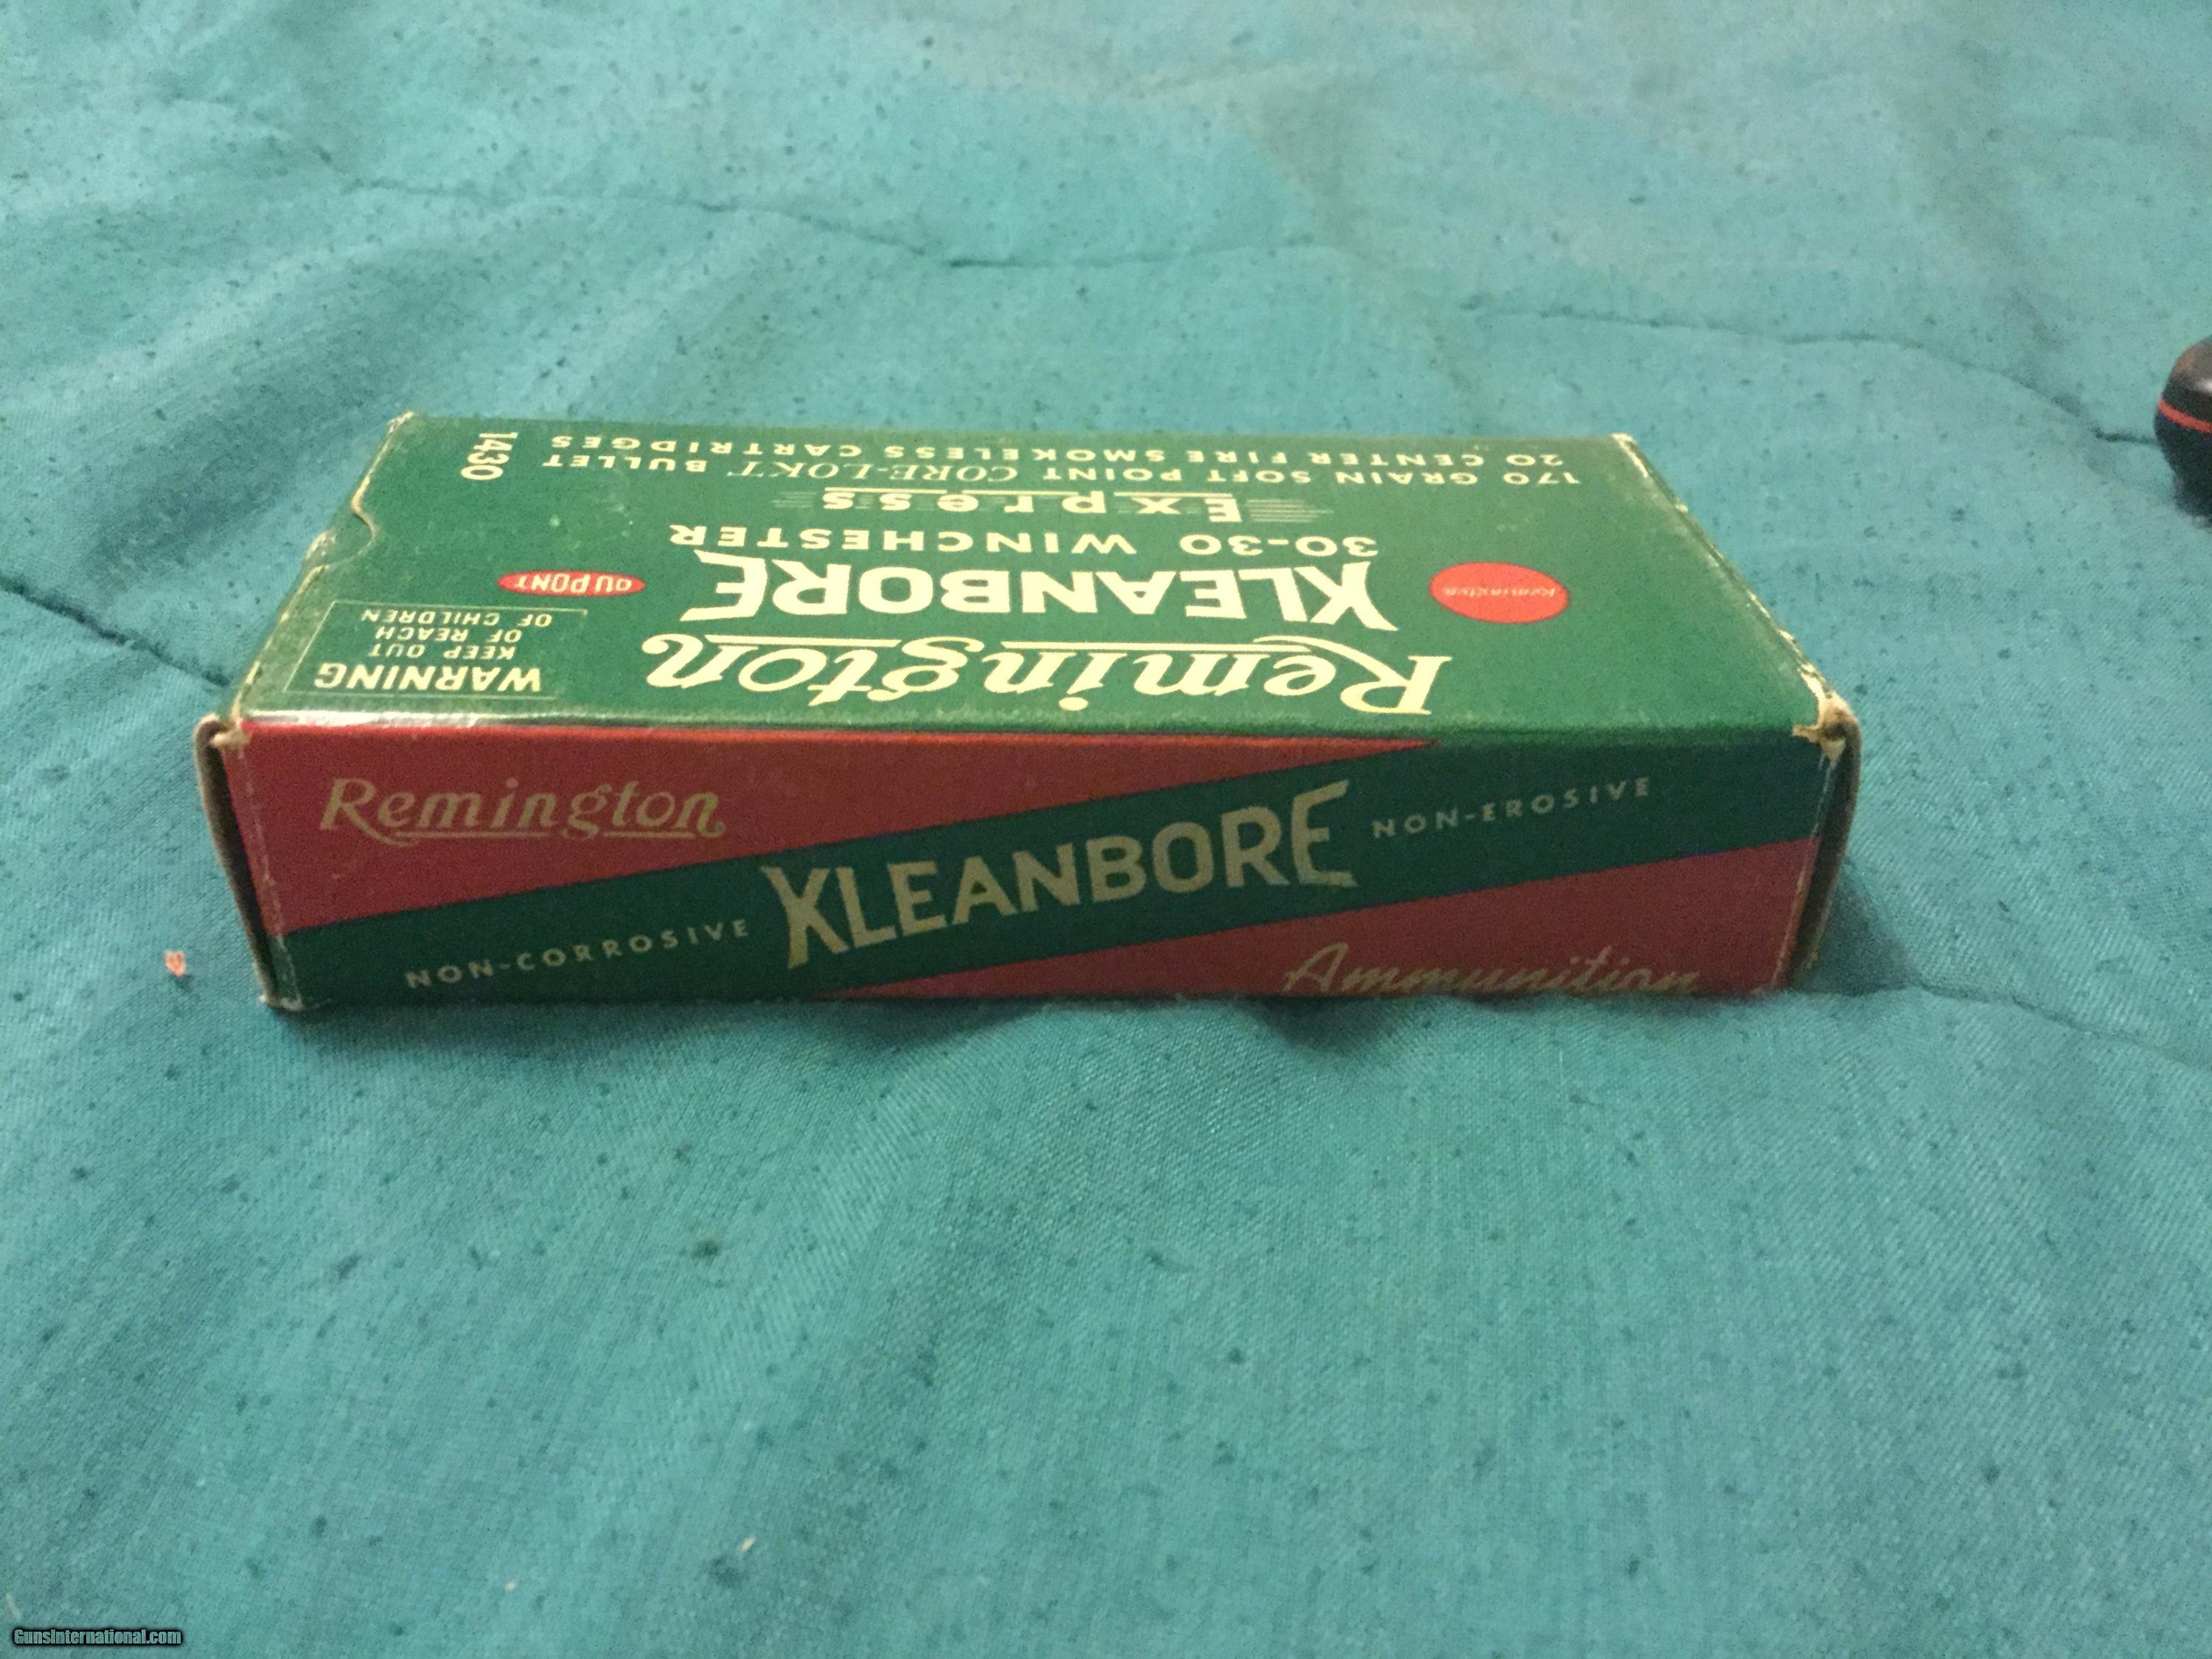 Remington
KLEANBORE
30-30 WINCHESTER
Express
170 GRAIN SOFT POINT CORE-LOKT BULLET
20 CENTER FIRE SMOKELESS CARTRIDGES
1430
Remington
DU PONT
WARNING
KEEP OUT
OF REACH
OF CHILDREN
Remington
NON-CORROSIVE KLEANBORE NON-EROSIVE
Ammunition
GunsInternational.com